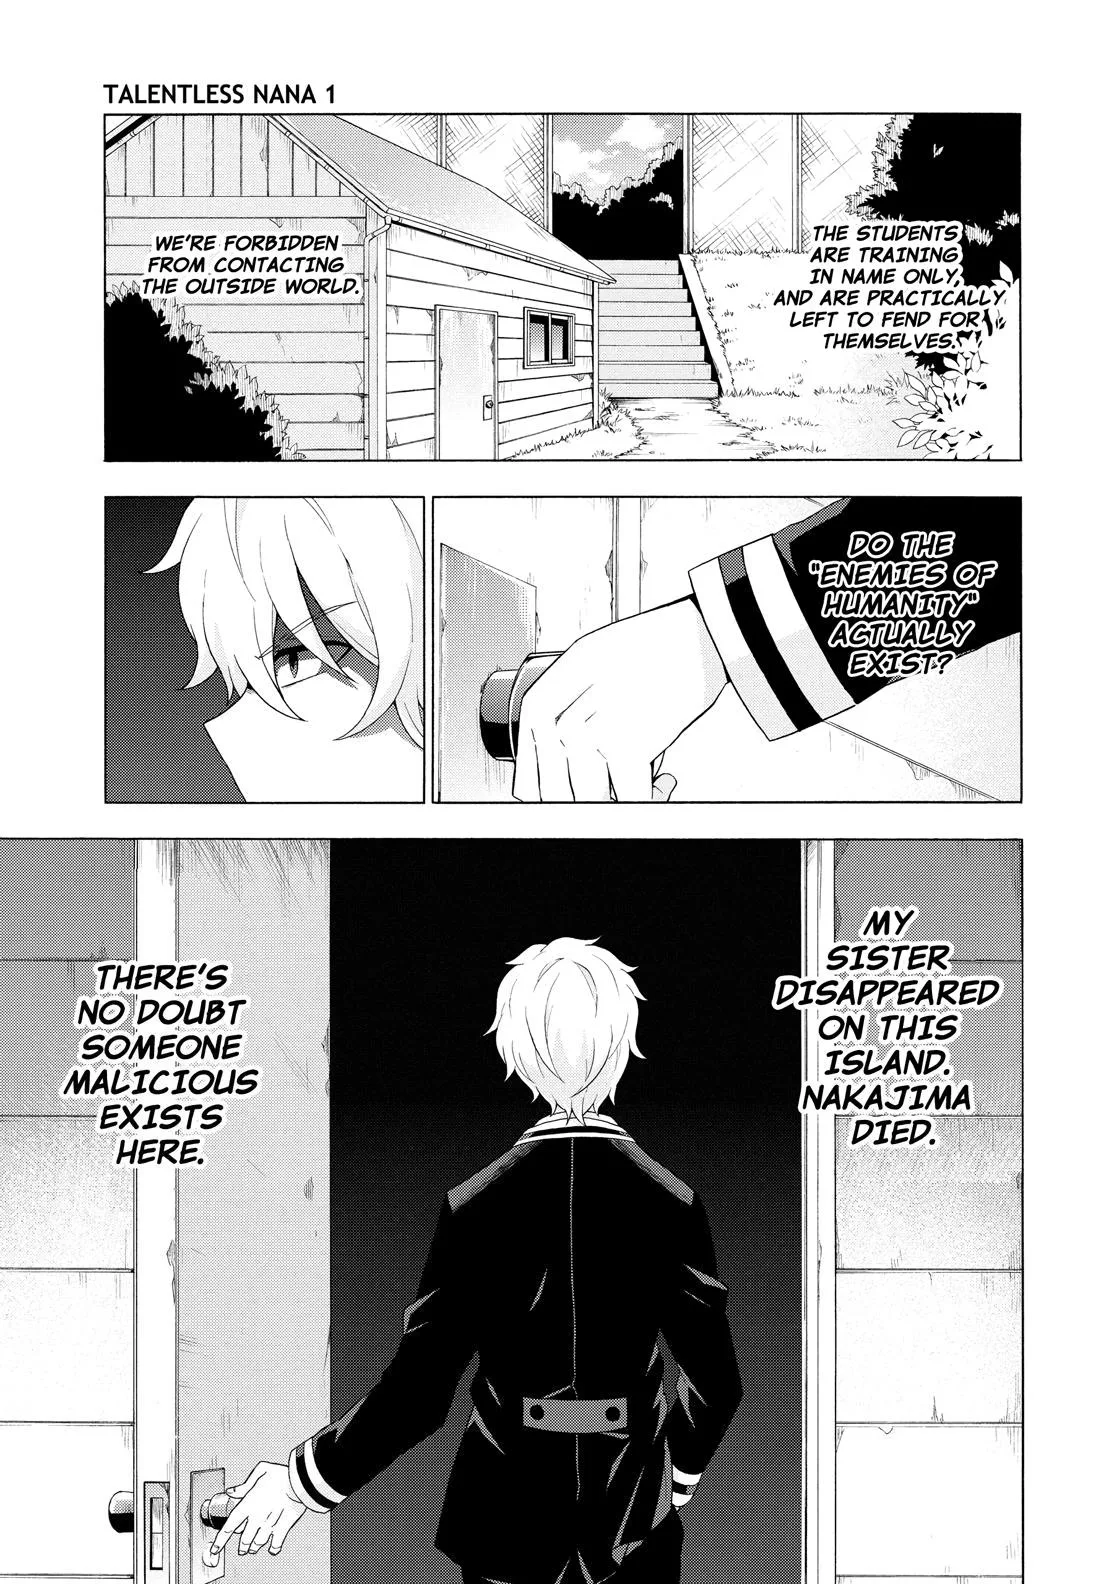 TALENTLESS NANA 1
THE STUDENTS
ARE TRAINING
IN NAME ONLY,
AND ARE PRACTICALLY
LEFT TO FEND FOR
THEMSELVES.
WE'RE FORBIDDEN
FROM CONTACTING
THE OUTSIDE WORLD.
DO THE
"ENEMIES OF
HUMANITY"
ACTUALLY
EXIST?
MY
SISTER
DISAPPEARED
ON THIS
ISLAND.
NAKAJIMA
DIED.
THERE'S
NO DOUBT
SOMEONE
MALICIOUS
EXISTS
HERE.